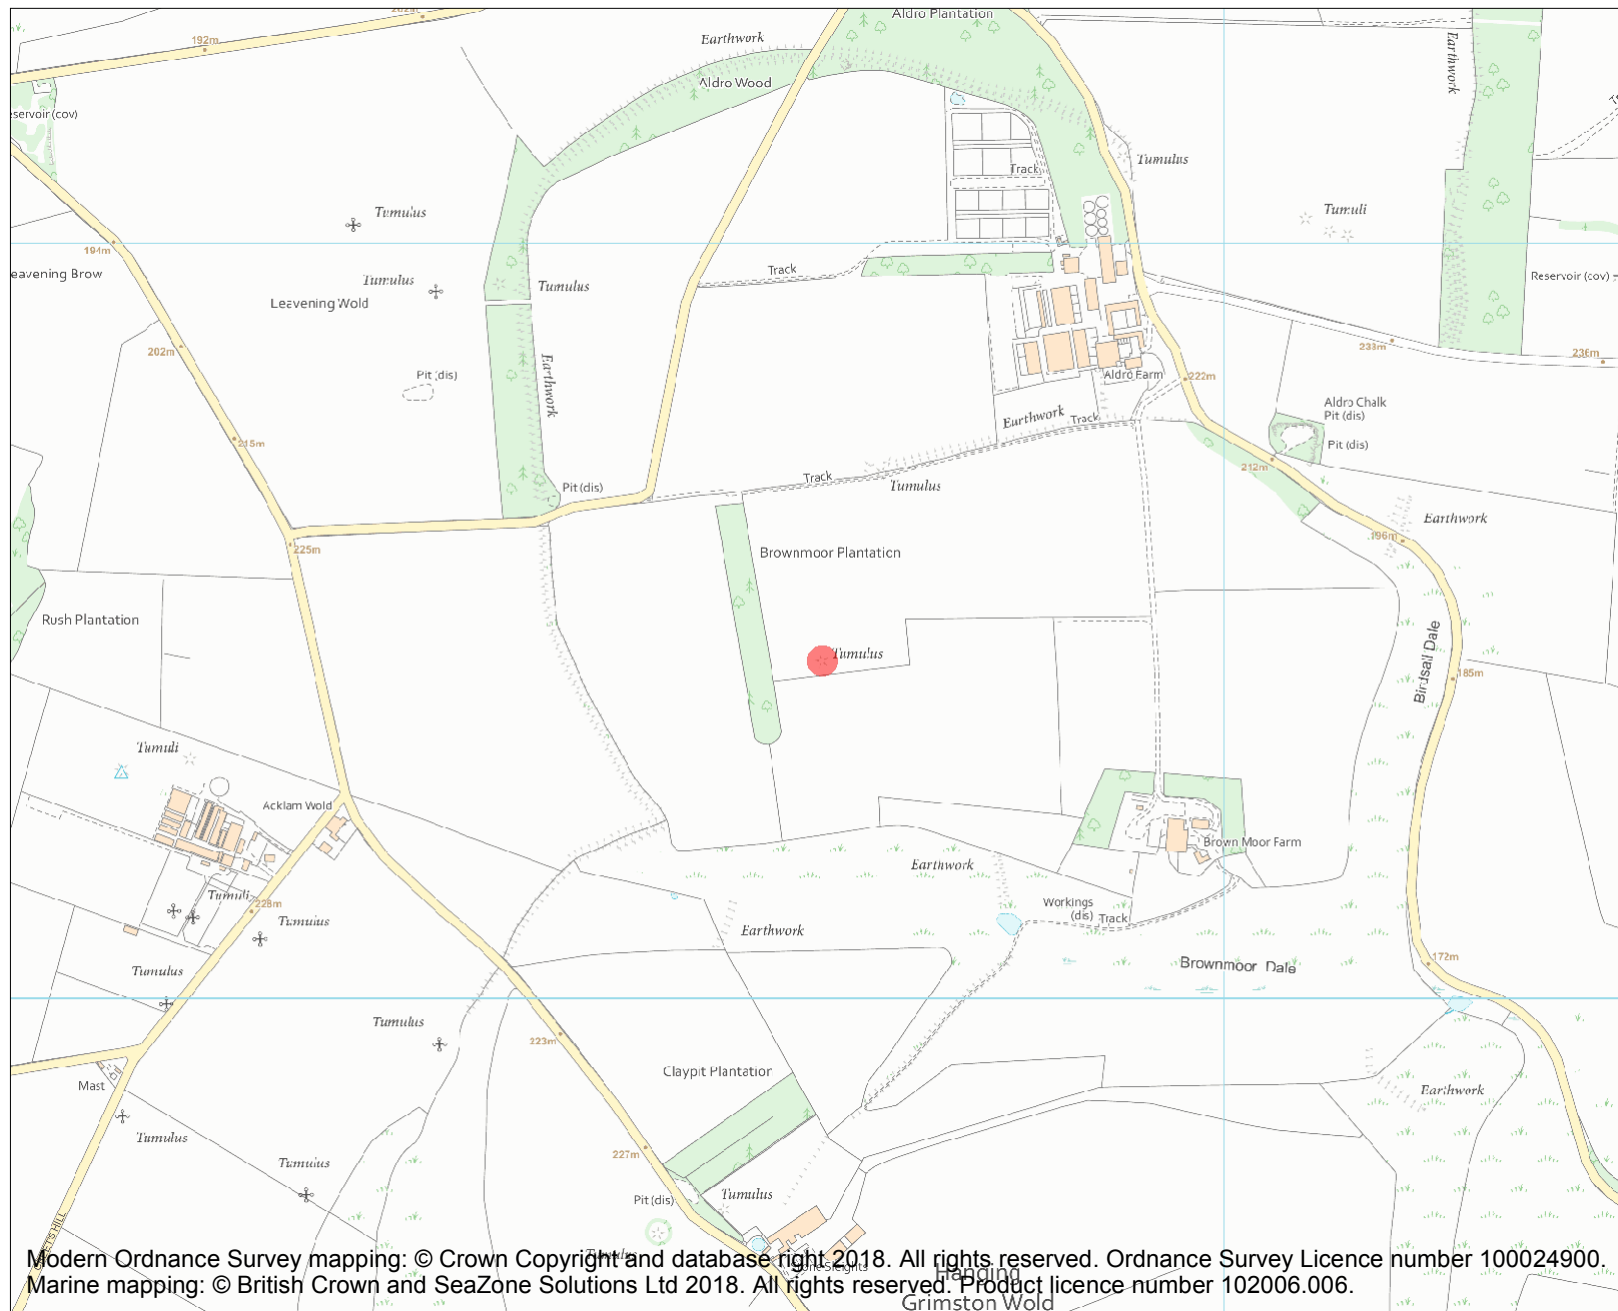 Aldro Plantation
192m
Earthwork
Earthwork
Aldro Wood
Tumulus
Track
Tumulus
Tumuli
194m
Tumulus
Track
Tumulus
Reservoir (cov)
Leavening Wold
202m
233m
236m
Earthwork
Pit (dis)
Aldro Farm
222m
Aldro Chalk
Pit (dis)
Earthwork
Track
215m
Pit (dis)
212m
Track
Pit (dis)
Tumulus
Earthwork
196m
225m
Brownmoor Plantation
Rush Plantation
Tumulus
Birdsall Dale
185m
Tumuli
Acklam Wold
Brown Moor Farm
Earthwork
Tumuli
Workings
(dis)
Track
228m
Tumulus
Earthwork
172m
Tumulus
Brownmoor Dale
Tumulus
223m
Claypit Plantation
Mast
Earthwork
Tumulus
227m
Tumulus
Pit (dis)
Tumulus
Tumulus
Modern Ordnance Survey mapping: © Crown Copyright and database right 2018. All rights reserved. Ordnance Survey Licence number 100024900.
Hanging
Marine mapping: © British Crown and SeaZone Solutions Ltd 2018. All rights reserved. Product licence number 102006.006.
Grimston Wold